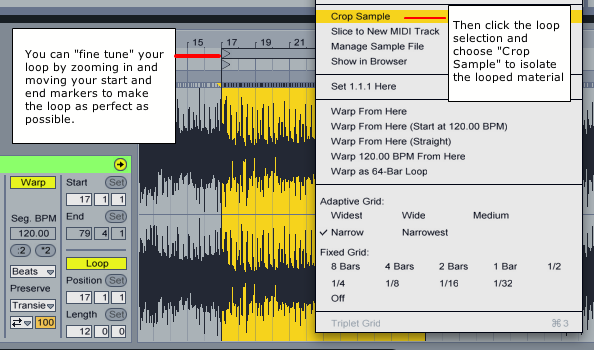 You can "fine tune" your
loop by zooming in and
moving your start and
end markers to make
the loop as perfect as
possible.
15 17 19 21
Crop Sample
Slice to New MIDI Track
Manage Sample File
Show in Browser
Set 1.1.1 Here
Warp From Here
Warp From Here (Start at 120.00 BPM)
Warp From Here (Straight)
Warp 120.00 BPM From Here
Warp as 64-Bar Loop
Adaptive Grid:
Widest Wide Medium
✓ Narrow Narrowest
Fixed Grid:
8 Bars 4 Bars 2 Bars 1 Bar 1/2
1/4 1/8 1/16 1/32
Off
Triplet Grid ⌘3
Then click the loop
selection and
choose "Crop
Sample" to isolate
the looped material
Warp
Seg. BPM
120.00
:2 *2
Beats
Preserve
Transie
100
Start Set
17 1 1
End Set
79 4 1
Loop
Position Set
17 1 1
Length Set
12 0 0